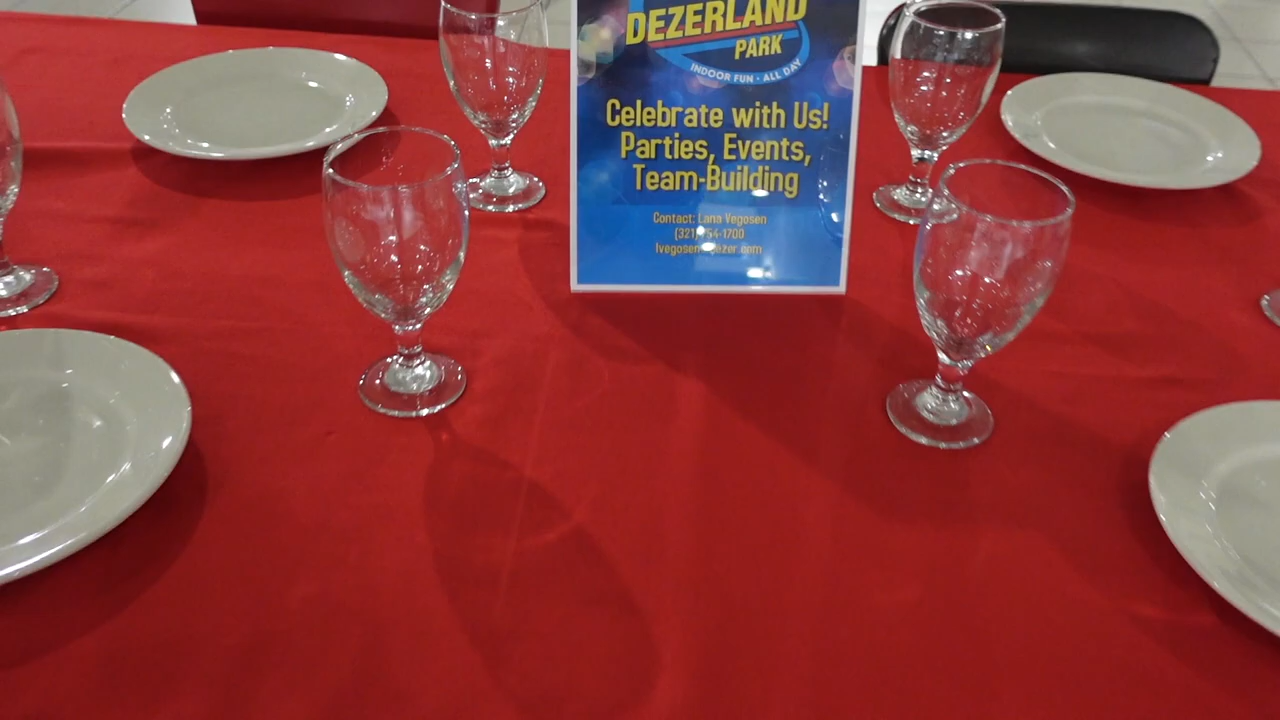 DEZERLAND
PARK
INDOOR FUN · ALL DAY
Celebrate with Us!
Parties, Events,
Team-Building
Contact: Lana Vegosen
(321) 54-1700
lvegosen ezer.com